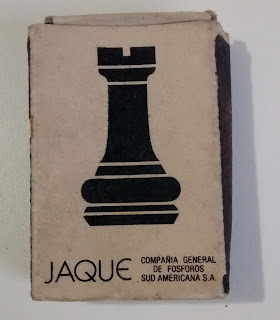 JAQUE
COMPAÑIA GENERAL
DE FOSFOROS
SUD AMERICANA S.A.